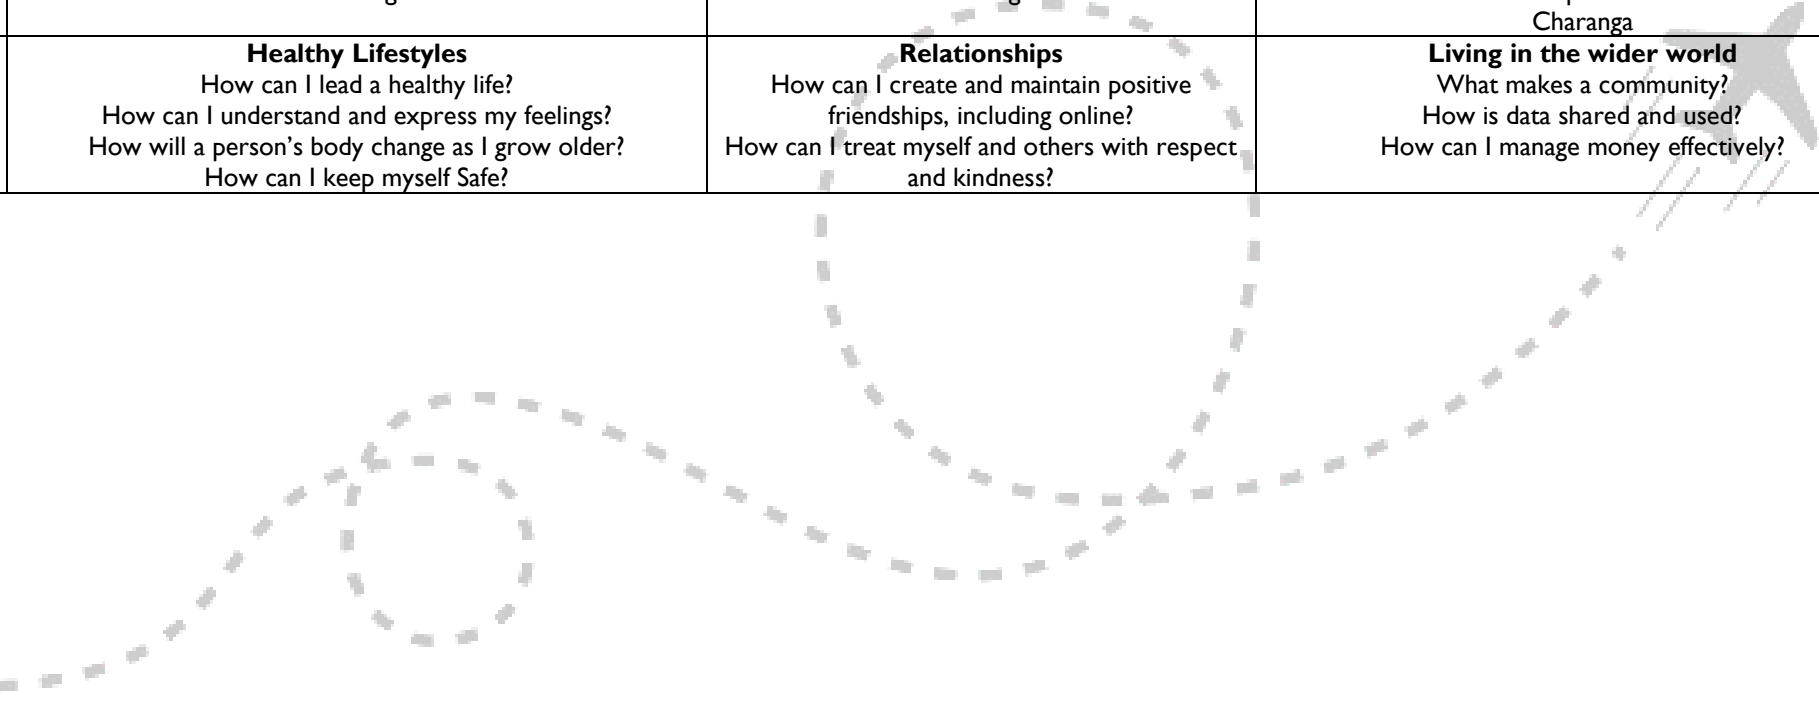 Charanga
Healthy Lifestyles
How can I lead a healthy life?
How can I understand and express my feelings?
How will a person's body change as I grow older?
How can I keep myself Safe?
Relationships
How can I create and maintain positive
friendships, including online?
How can I treat myself and others with respect
and kindness?
Living in the wider world
What makes a community?
How is data shared and used?
How can I manage money effectively?